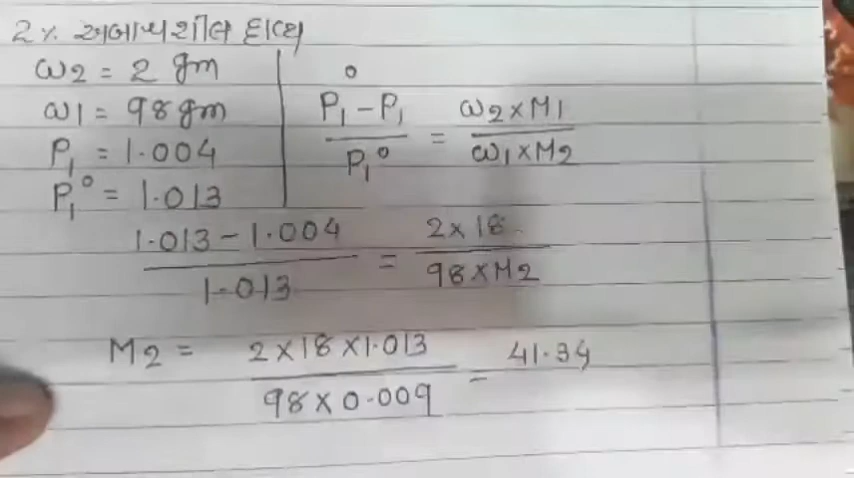 2% અબાષ્પશીલ દ્રાવ્ય
ω2 = 2 gm
ω1 = 98 gm
P₁ = 1.004
P₁° = 1.013
P₁° - P₁ / P₁° = ω2 × M1 / ω1 × M2
1.013 - 1.004 / 1.013 = 2 × 18 / 98 × M2
M2 = 2 × 18 × 1.013 / 98 × 0.009 = 41.34